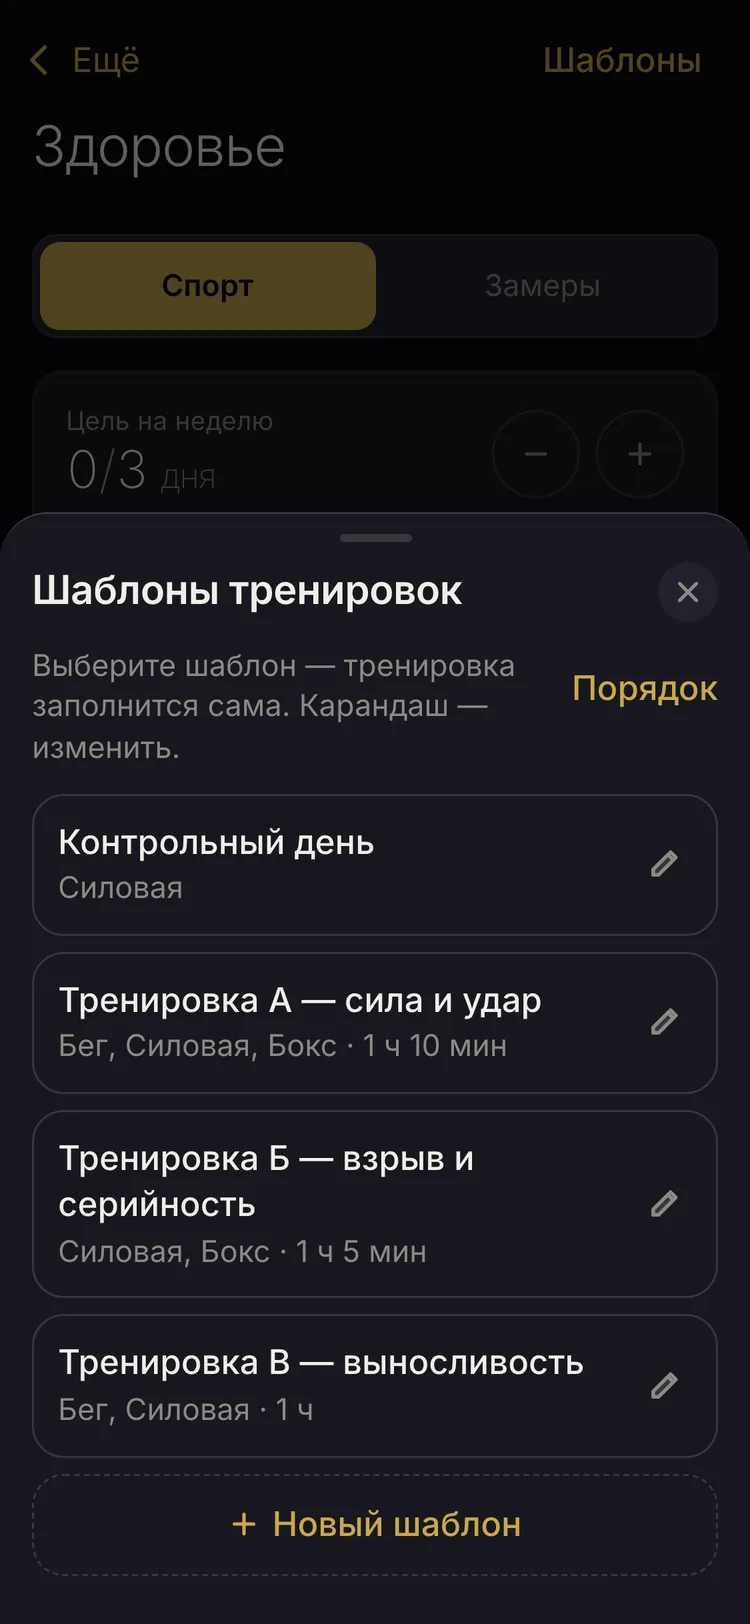 Ещё
Шаблоны
Здоровье
Спорт
Замеры
Цель на неделю
0/3 дня
Шаблоны тренировок
Выберите шаблон — тренировка
заполнится сама. Карандаш —
изменить.
Порядок
Контрольный день
Силовая
Тренировка А — сила и удар
Бег, Силовая, Бокс · 1 ч 10 мин
Тренировка Б — взрыв и
серийность
Силовая, Бокс · 1 ч 5 мин
Тренировка В — выносливость
Бег, Силовая · 1 ч
+ Новый шаблон